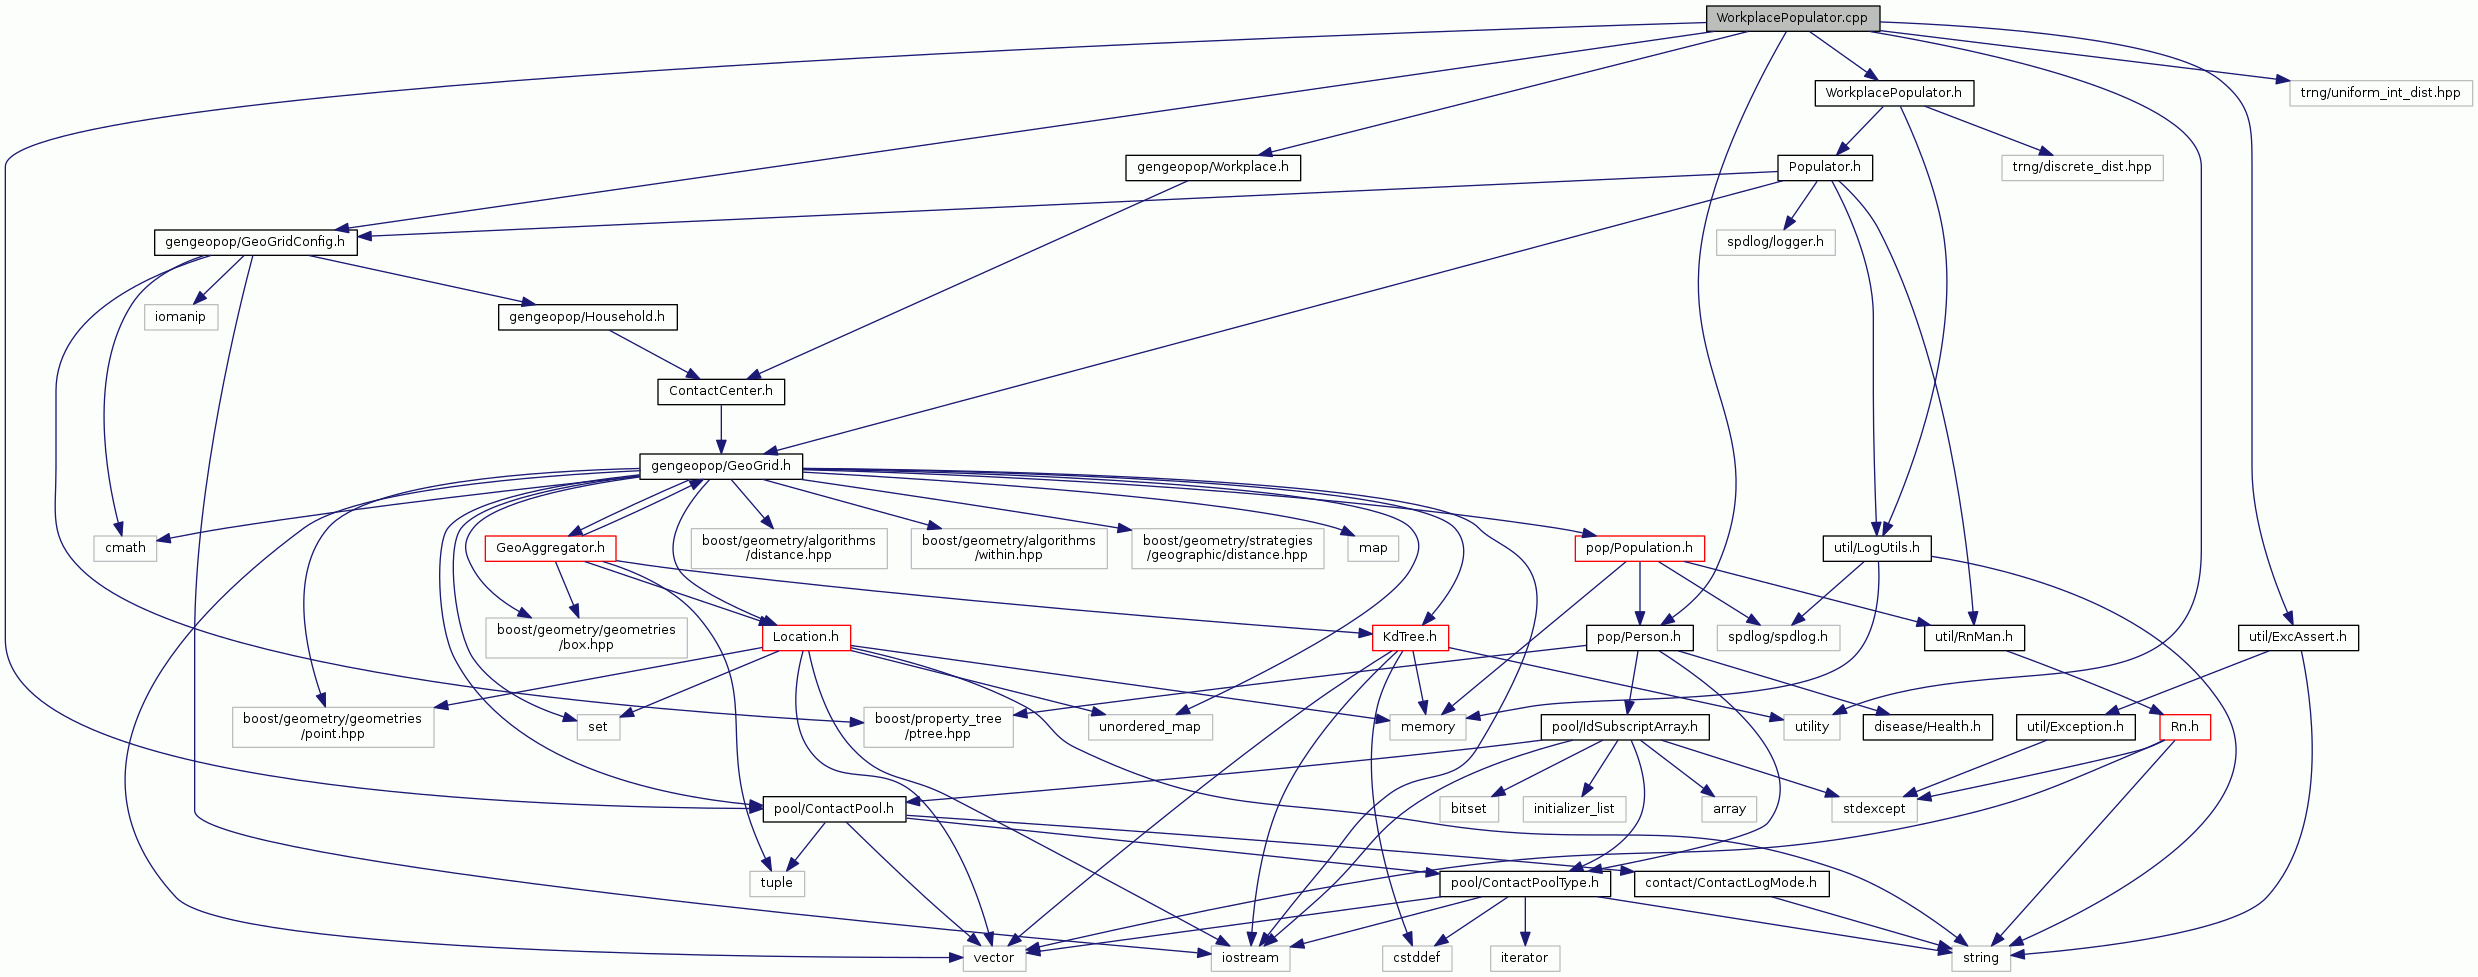 WorkplacePopulator.cpp
WorkplacePopulator.h
trng/uniform_int_dist.hpp
gengeopop/Workplace.h
Populator.h
trng/discrete_dist.hpp
gengeopop/GeoGridConfig.h
spdlog/logger.h
iomanip
gengeopop/Household.h
ContactCenter.h
gengeopop/GeoGrid.h
cmath
GeoAggregator.h
boost/geometry/algorithms
/distance.hpp
boost/geometry/algorithms
/within.hpp
boost/geometry/strategies
/geographic/distance.hpp
map
pop/Population.h
util/LogUtils.h
boost/geometry/geometries
/box.hpp
Location.h
KdTree.h
pop/Person.h
spdlog/spdlog.h
util/RnMan.h
util/ExcAssert.h
boost/geometry/geometries
/point.hpp
set
boost/property_tree
/ptree.hpp
unordered_map
memory
pool/IdSubscriptArray.h
utility
disease/Health.h
util/Exception.h
Rn.h
pool/ContactPool.h
bitset
initializer_list
array
stdexcept
tuple
pool/ContactPoolType.h
contact/ContactLogMode.h
vector
iostream
cstddef
iterator
string